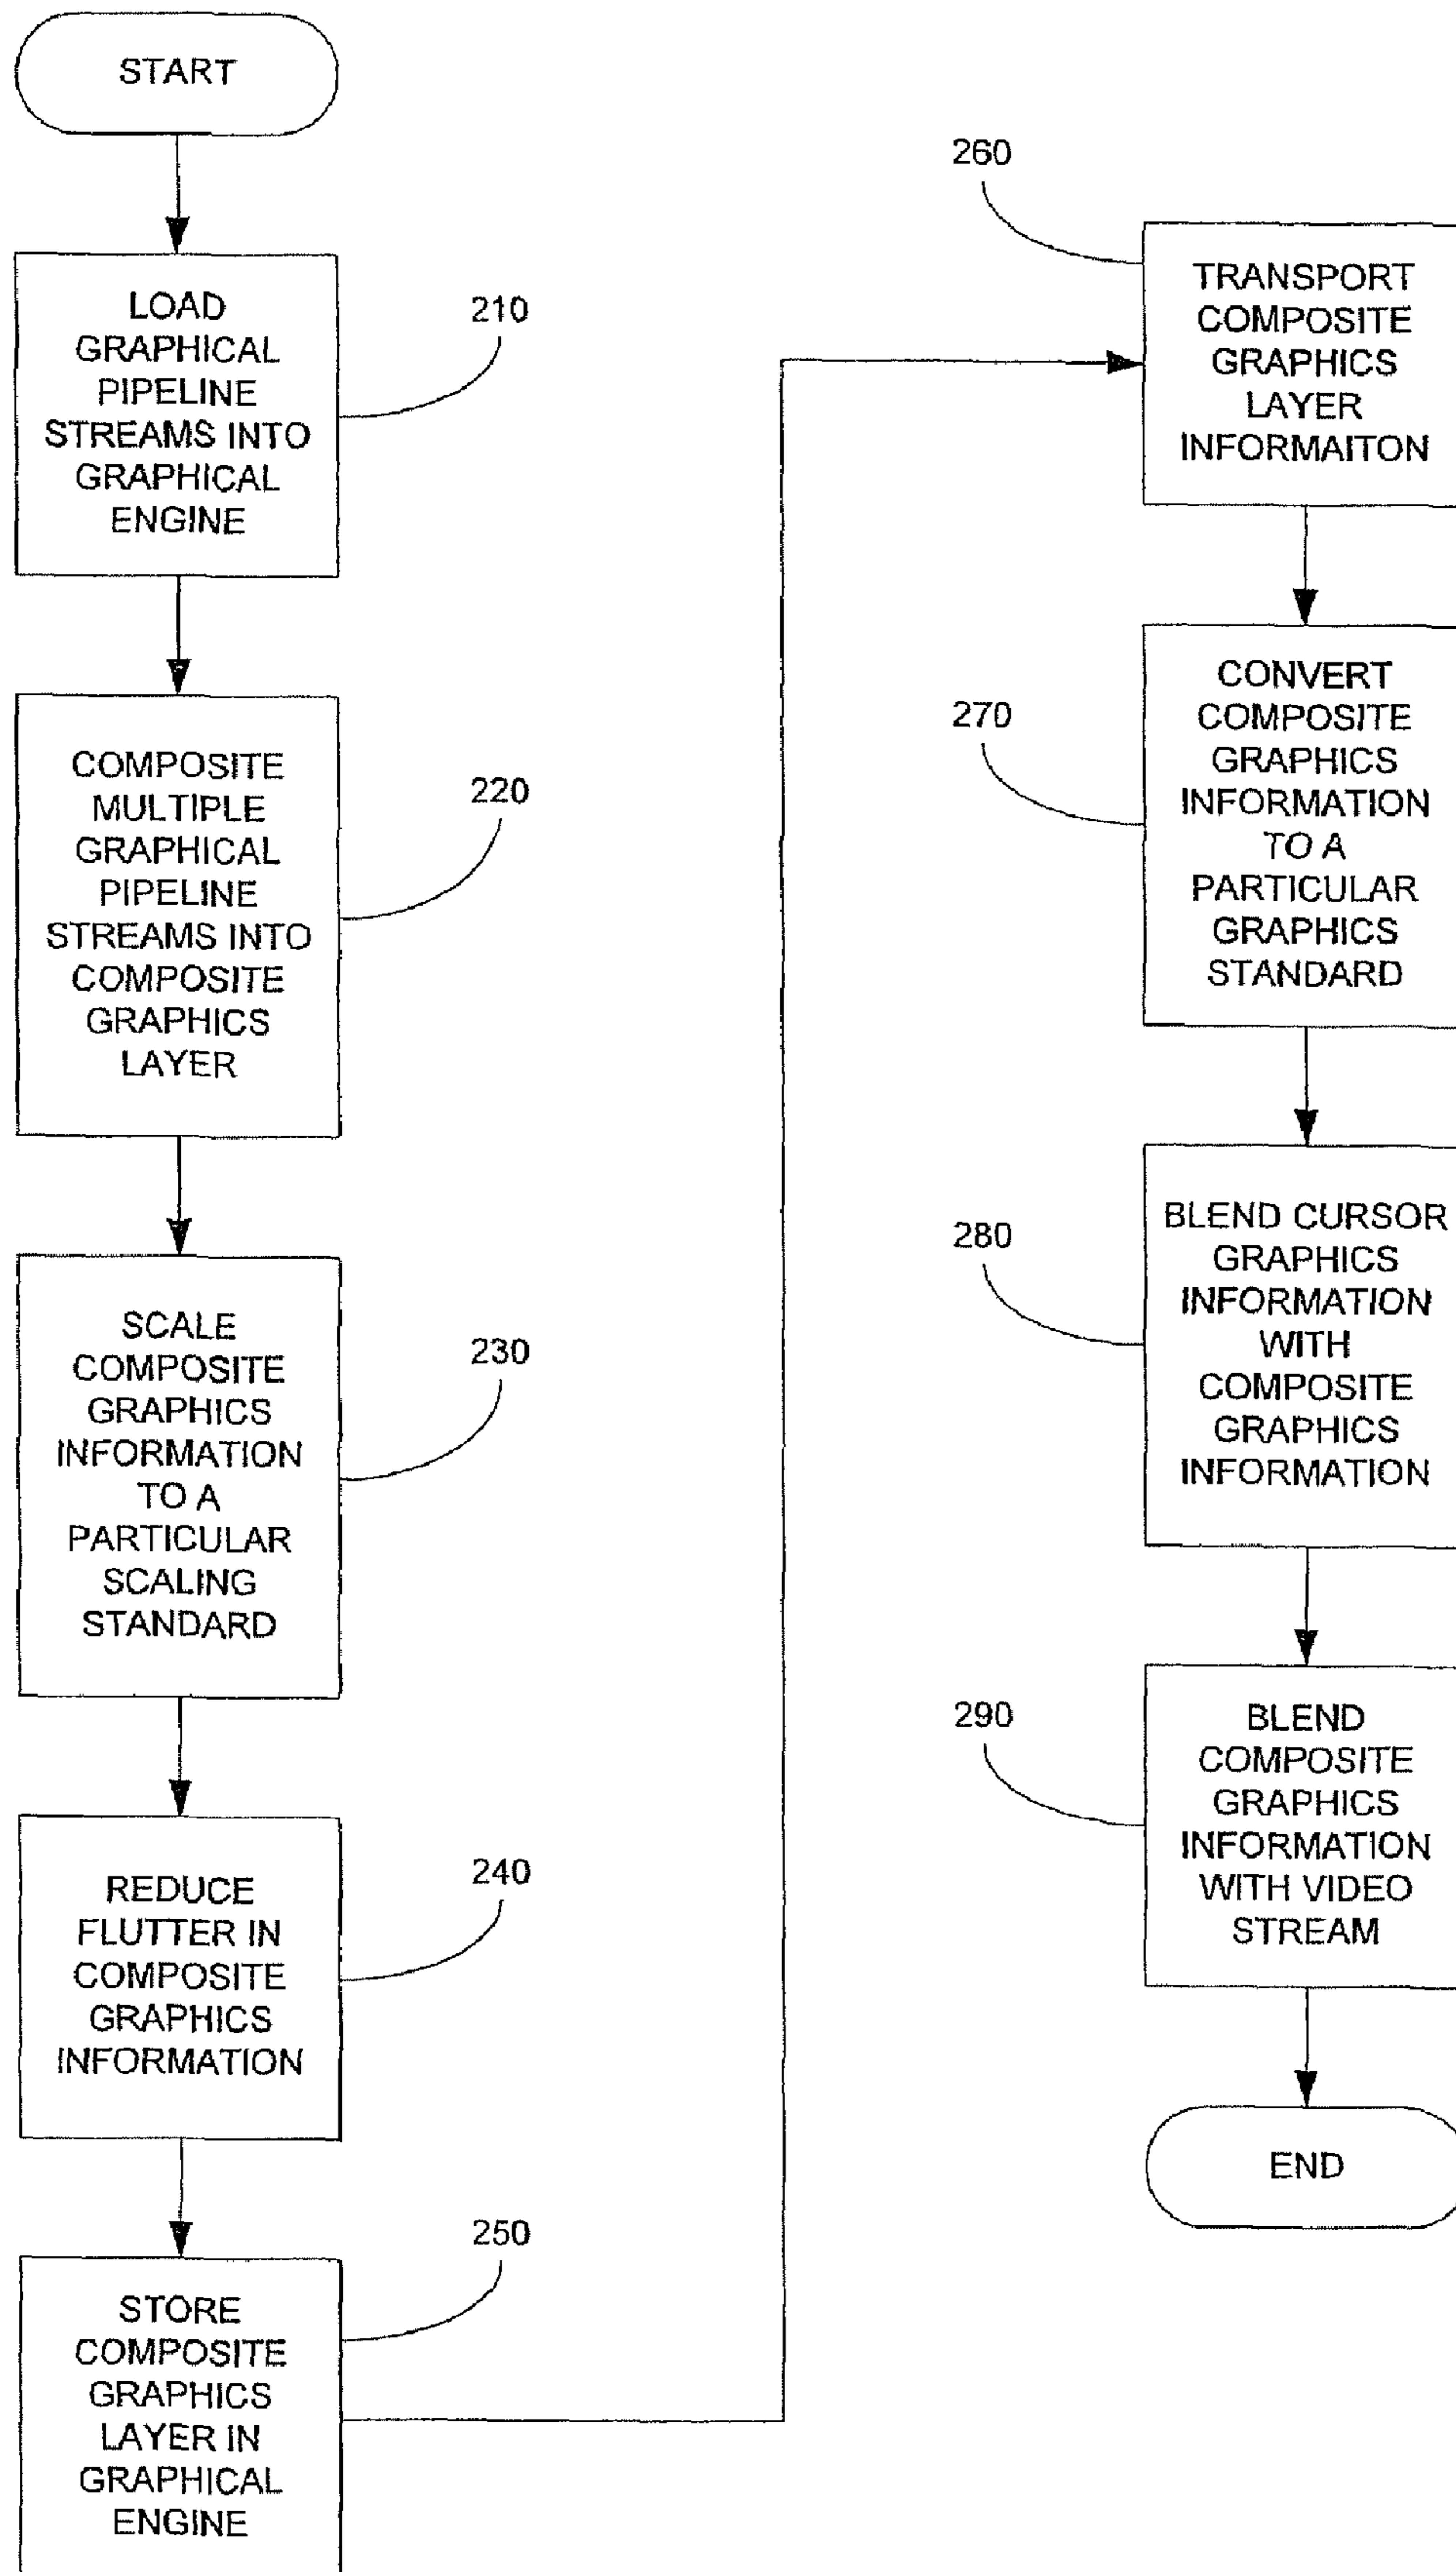 START
LOAD
GRAPHICAL
PIPELINE
STREAMS INTO
GRAPHICAL
ENGINE
210
COMPOSITE
MULTIPLE
GRAPHICAL
PIPELINE
STREAMS INTO
COMPOSITE
GRAPHICS
LAYER
220
SCALE
COMPOSITE
GRAPHICS
INFORMATION
TO A
PARTICULAR
SCALING
STANDARD
230
REDUCE
FLUTTER IN
COMPOSITE
GRAPHICS
INFORMATION
240
STORE
COMPOSITE
GRAPHICS
LAYER IN
GRAPHICAL
ENGINE
250
260
TRANSPORT
COMPOSITE
GRAPHICS
LAYER
INFORMAITON
270
CONVERT
COMPOSITE
GRAPHICS
INFORMATION
TO A
PARTICULAR
GRAPHICS
STANDARD
280
BLEND CURSOR
GRAPHICS
INFORMATION
WITH
COMPOSITE
GRAPHICS
INFORMATION
290
BLEND
COMPOSITE
GRAPHICS
INFORMATION
WITH VIDEO
STREAM
END